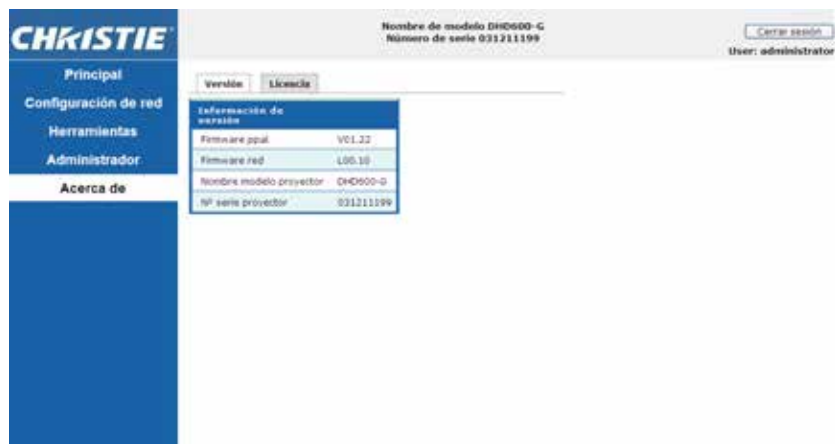 CHRISTIE
Nombre de modelo DHD600-G
Número de serie 031211199
Cerrar sesión
User: administrator
Principal
Configuración de red
Herramientas
Administrador
Acerca de
Versión Licencia
Información de
versión
Firmware ppal V01.22
Firmware red L00.10
Nombre modelo proyector DHD600-G
Nº serie proyector 031211199